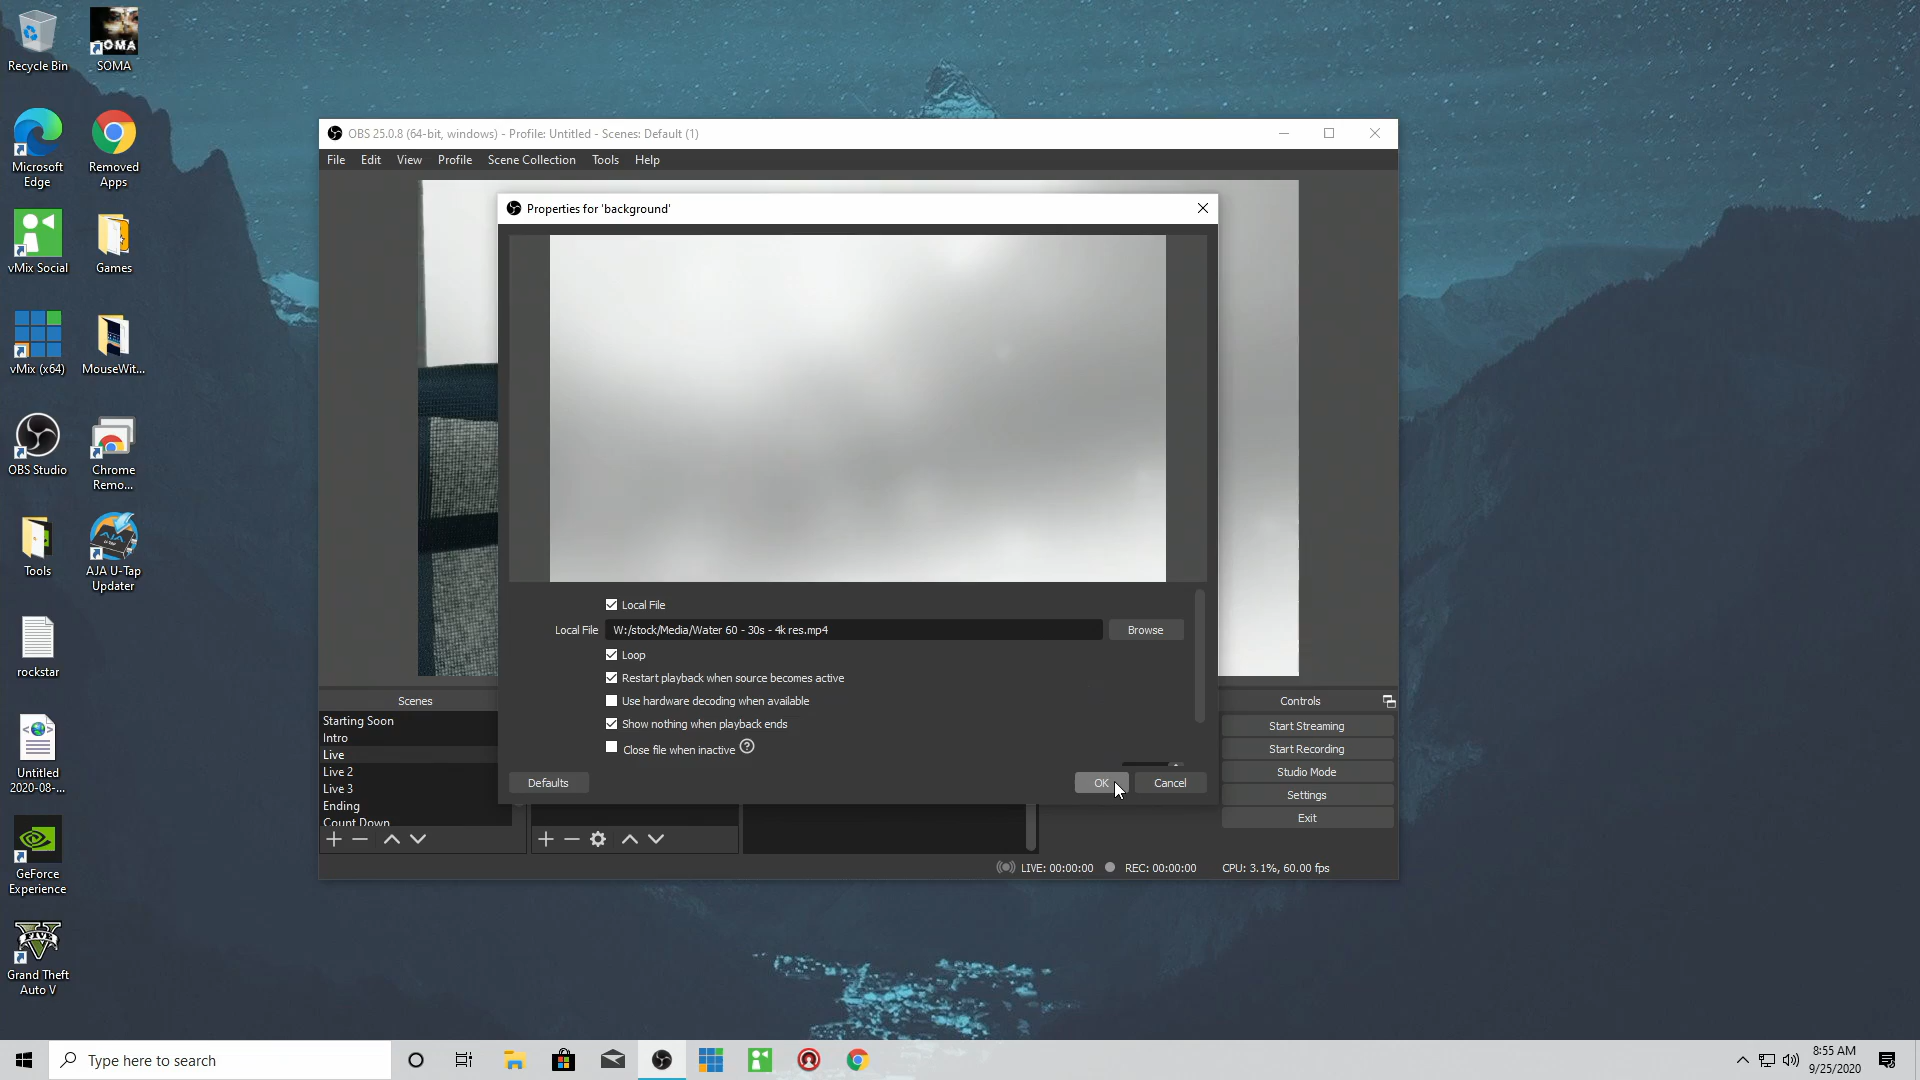 Recycle Bin
SOMA
SOMA
Microsoft
Edge
Removed
Apps
vMix Social
Games
vMix (x64)
MouseWit...
OBS Studio
Chrome
Remo...
Tools
AJA
AJA U-Tap
Updater
rockstar
Untitled
2020-08-...
GeForce
Experience
FIVE
Grand Theft
Auto V
OBS 25.0.8 (64-bit, windows) - Profile: Untitled - Scenes: Default (1)
File Edit View Profile Scene Collection Tools Help
Properties for 'background'
Local File
Local File W:/stock/Media/Water 60 - 30s - 4k res.mp4 Browse
Loop
Restart playback when source becomes active
Use hardware decoding when available
Show nothing when playback ends
Close file when inactive ?
Defaults OK Cancel
Scenes
Starting Soon
Intro
Live
Live 2
Live 3
Ending
Count Down
Controls
Start Streaming
Start Recording
Studio Mode
Settings
Exit
LIVE: 00:00:00 REC: 00:00:00 CPU: 3.1%, 60.00 fps
Type here to search
8:55 AM
9/25/2020